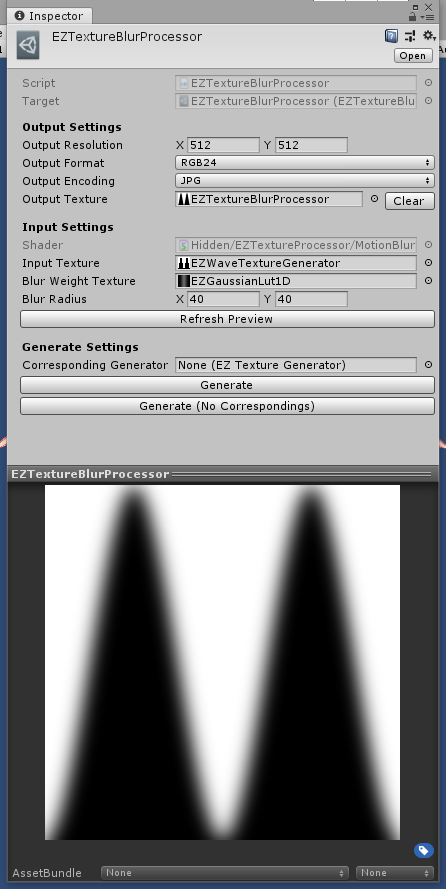 Inspector
EZTextureBlurProcessor
Open
Script EZTextureBlurProcessor
Target EZTextureBlurProcessor (EZTextureBlu
Output Settings
Output Resolution X 512 Y 512
Output Format RGB24
Output Encoding JPG
Output Texture EZTextureBlurProcessor Clear
Input Settings
Shader Hidden/EZTextureProcessor/MotionBlur
Input Texture EZWaveTextureGenerator
Blur Weight Texture EZGaussianLut1D
Blur Radius X 40 Y 40
Refresh Preview
Generate Settings
Corresponding Generator None (EZ Texture Generator)
Generate
Generate (No Correspondings)
EZTextureBlurProcessor
AssetBundle None None